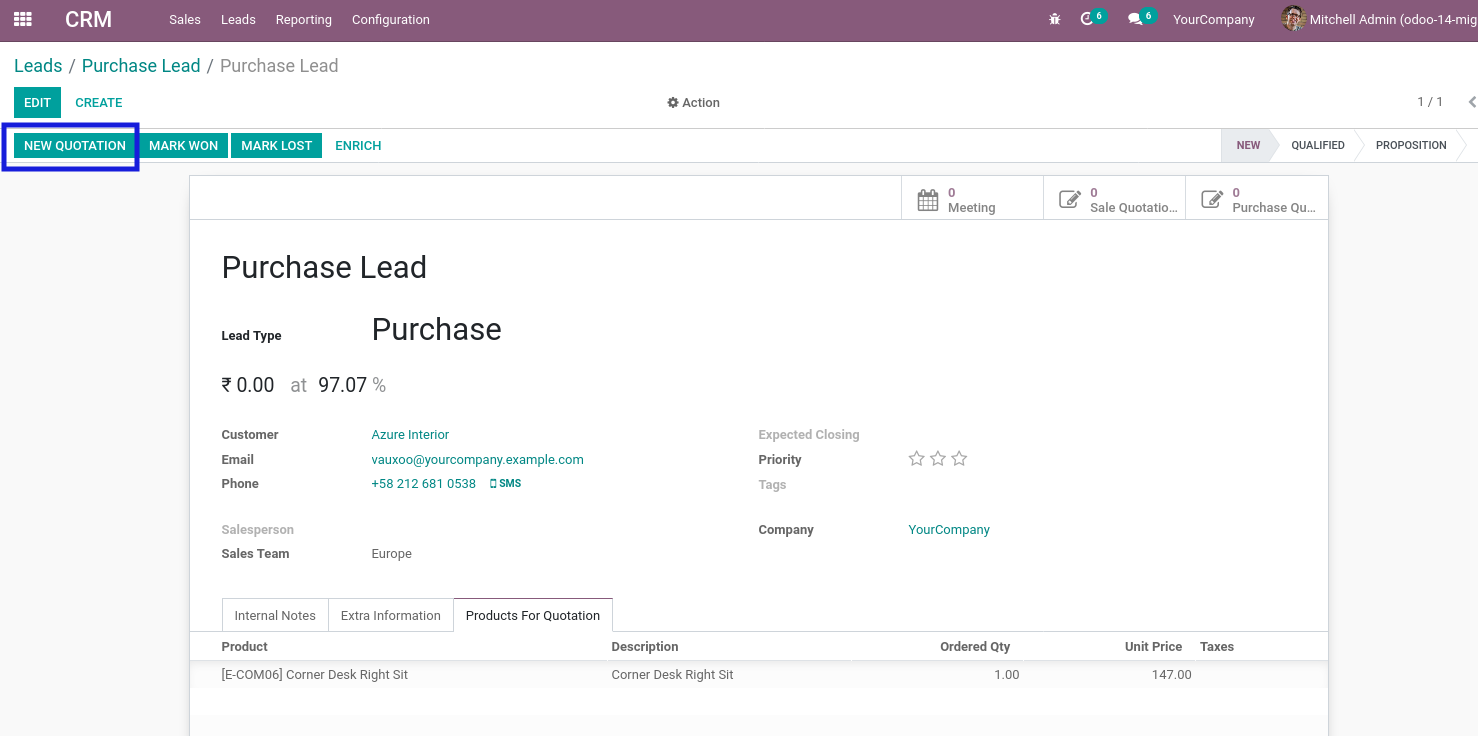 CRM Sales Leads Reporting Configuration 6 6 YourCompany Mitchell Admin (odoo-14-mig
Leads / Purchase Lead / Purchase Lead
EDIT CREATE Action 1 / 1
NEW QUOTATION MARK WON MARK LOST ENRICH NEW QUALIFIED PROPOSITION
0 0 0
Meeting Sale Quotatio... Purchase Qu...
Purchase Lead
Lead Type Purchase
₹ 0.00 at 97.07 %
Customer Azure Interior Expected Closing
Email vauxoo@yourcompany.example.com Priority
Phone +58 212 681 0538 SMS Tags
Salesperson Company YourCompany
Sales Team Europe
Internal Notes Extra Information Products For Quotation
Product Description Ordered Qty Unit Price Taxes
[E-COM06] Corner Desk Right Sit Corner Desk Right Sit 1.00 147.00